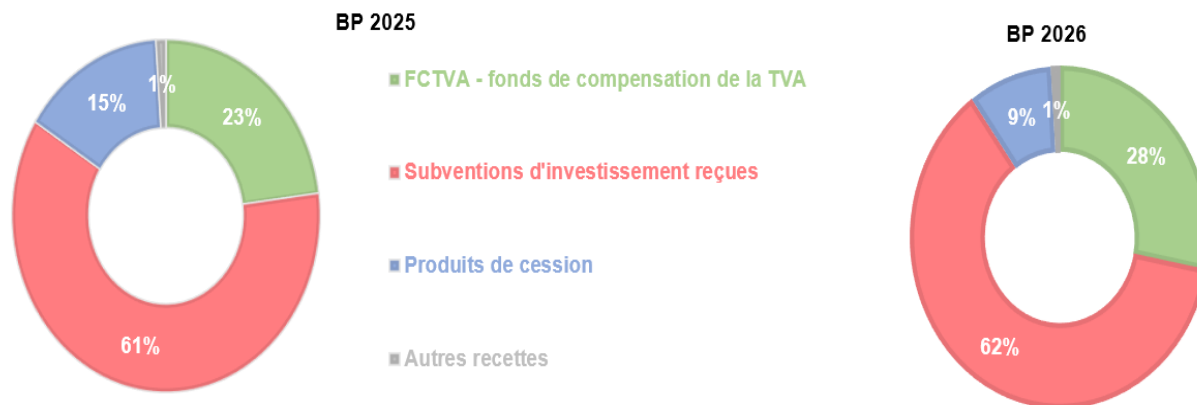 BP 2025
15%
1%
23%
61%
FCTVA - fonds de compensation de la TVA
Subventions d'investissement reçues
Produits de cession
Autres recettes
BP 2026
9%
1%
28%
62%